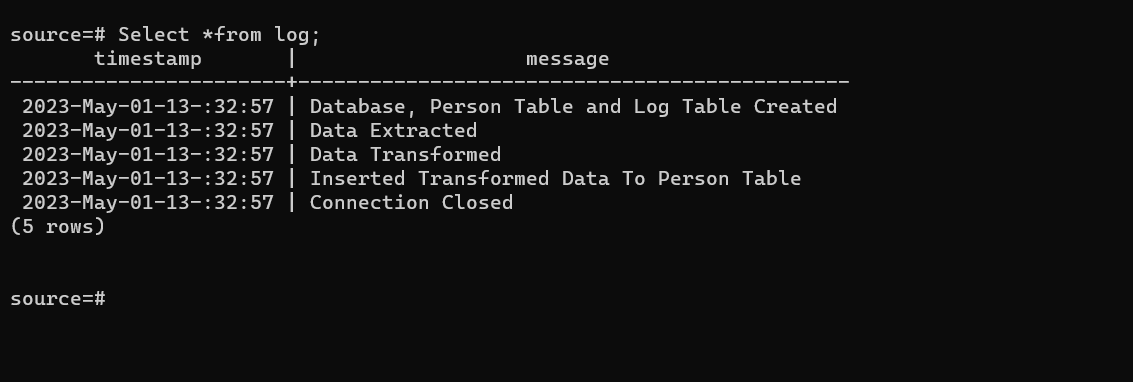 source=# Select *from log;
       timestamp       |                   message
-----------------------+----------------------------------------------
 2023-May-01-13-:32:57 | Database, Person Table and Log Table Created
 2023-May-01-13-:32:57 | Data Extracted
 2023-May-01-13-:32:57 | Data Transformed
 2023-May-01-13-:32:57 | Inserted Transformed Data To Person Table
 2023-May-01-13-:32:57 | Connection Closed
(5 rows)
source=#